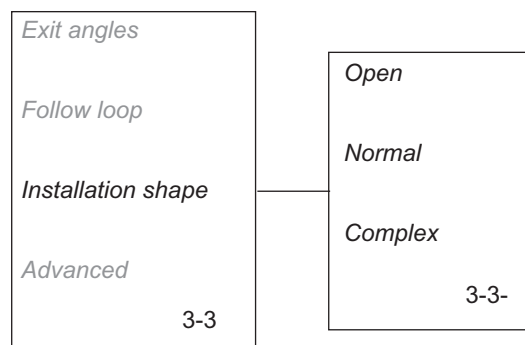 Exit angles
Follow loop
Installation shape
Advanced
3-3
Open
Normal
Complex
3-3-